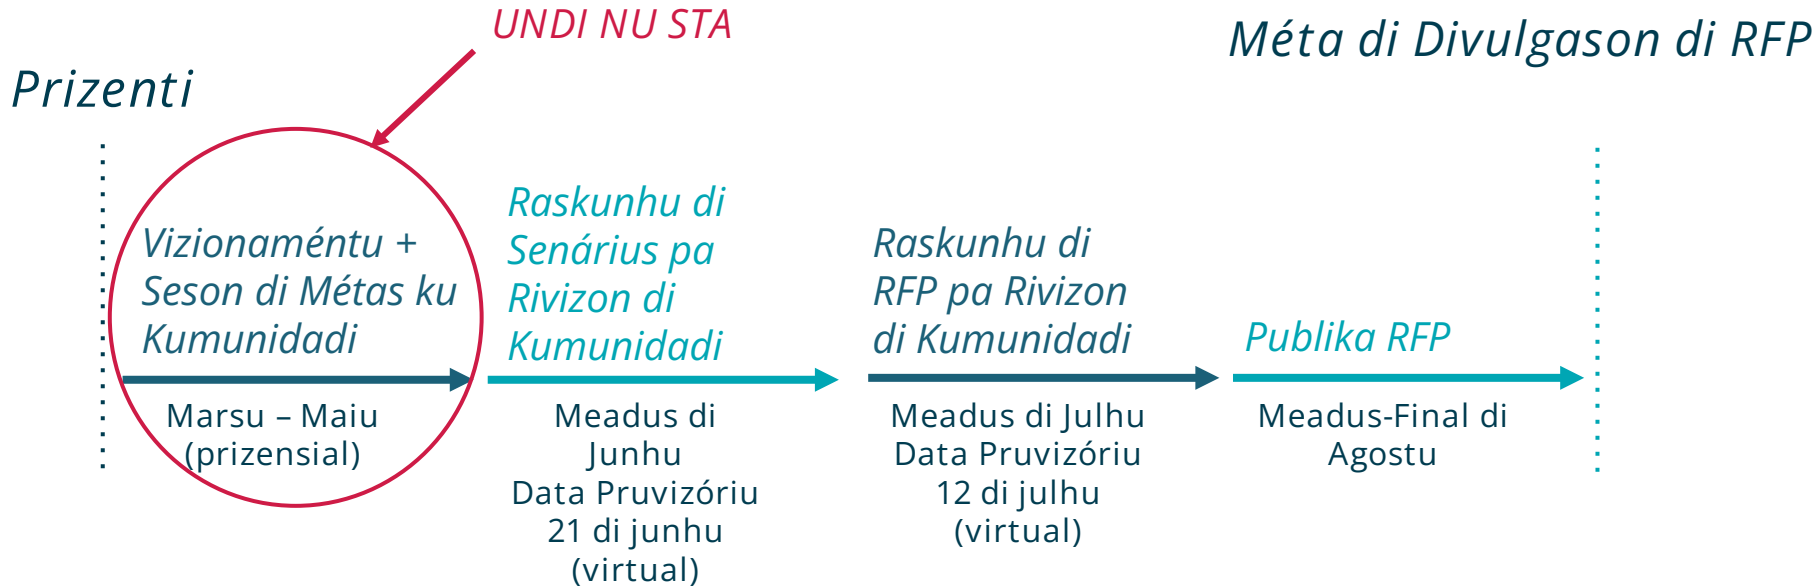 UNDI NU STA
Méta di Divulgason di RFP
Prizenti
Vizionaméntu +
Seson di Métas ku
Kumunidadi
Marsu – Maiu
(prizensial)
Raskunhu di
Senárius pa
Rivizon di
Kumunidadi
Meadus di
Junhu
Data Pruvizóriu
21 di junhu
(virtual)
Raskunhu di
RFP pa Rivizon
di Kumunidadi
Meadus di Julhu
Data Pruvizóriu
12 di julhu
(virtual)
Publika RFP
Meadus-Final di
Agostu